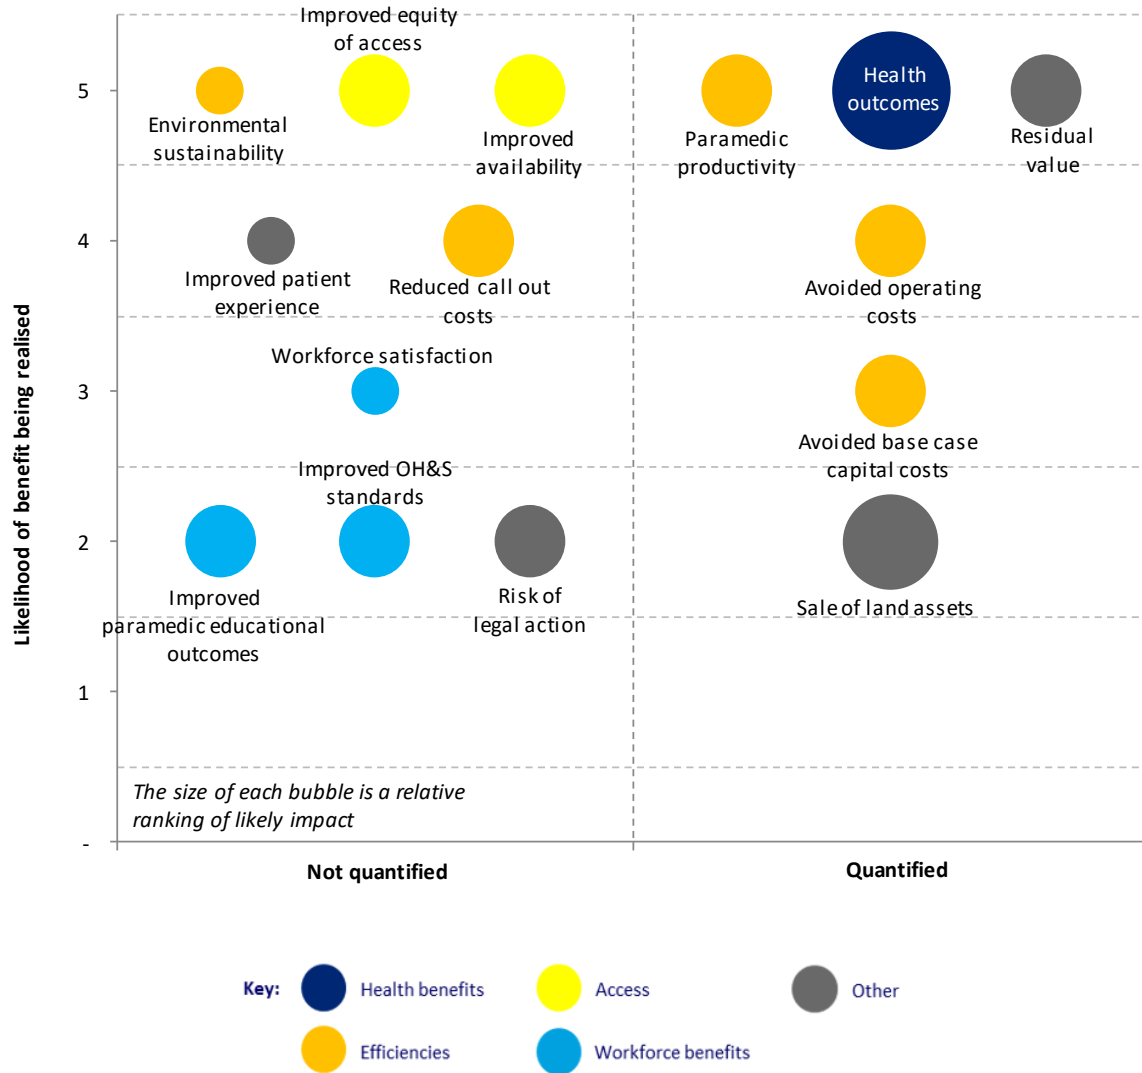 Improved equity
of access
5
Health
outcomes
Environmental
sustainability
Improved
availability
Paramedic
productivity
Residual
value
4
Improved patient
experience
Reduced call out
costs
Avoided operating
costs
Likelihood of benefit being realised
Workforce satisfaction
3
Avoided base case
capital costs
Improved OH&S
standards
2
Improved
paramedic educational
outcomes
Risk of
legal action
Sale of land assets
1
The size of each bubble is a relative
ranking of likely impact
-
Not quantified
Quantified
Key:
Health benefits
Access
Other
Efficiencies
Workforce benefits